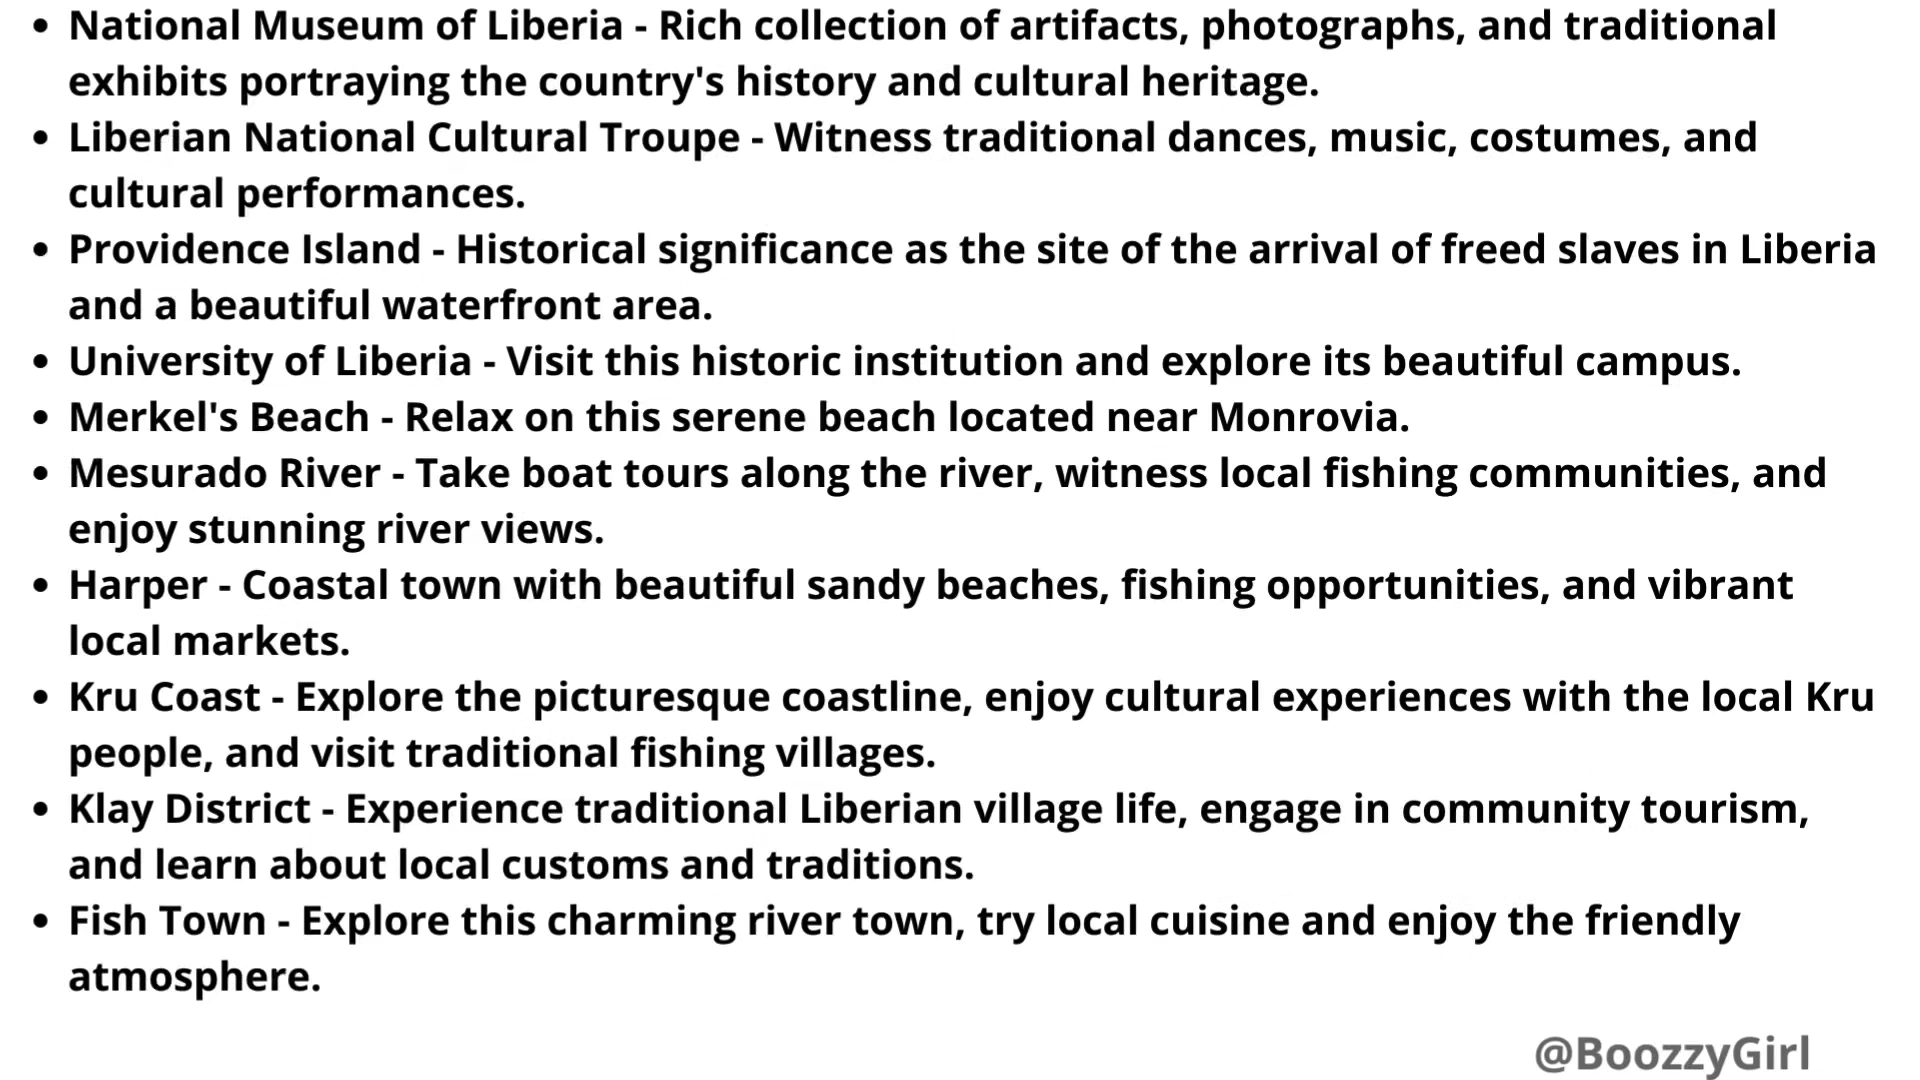 • National Museum of Liberia - Rich collection of artifacts, photographs, and traditional
exhibits portraying the country's history and cultural heritage.
• Liberian National Cultural Troupe - Witness traditional dances, music, costumes, and
cultural performances.
• Providence Island - Historical significance as the site of the arrival of freed slaves in Liberia
and a beautiful waterfront area.
• University of Liberia - Visit this historic institution and explore its beautiful campus.
• Merkel's Beach - Relax on this serene beach located near Monrovia.
• Mesurado River - Take boat tours along the river, witness local fishing communities, and
enjoy stunning river views.
• Harper - Coastal town with beautiful sandy beaches, fishing opportunities, and vibrant
local markets.
• Kru Coast - Explore the picturesque coastline, enjoy cultural experiences with the local Kru
people, and visit traditional fishing villages.
• Klay District - Experience traditional Liberian village life, engage in community tourism,
and learn about local customs and traditions.
• Fish Town - Explore this charming river town, try local cuisine and enjoy the friendly
atmosphere.
@BoozzyGirl